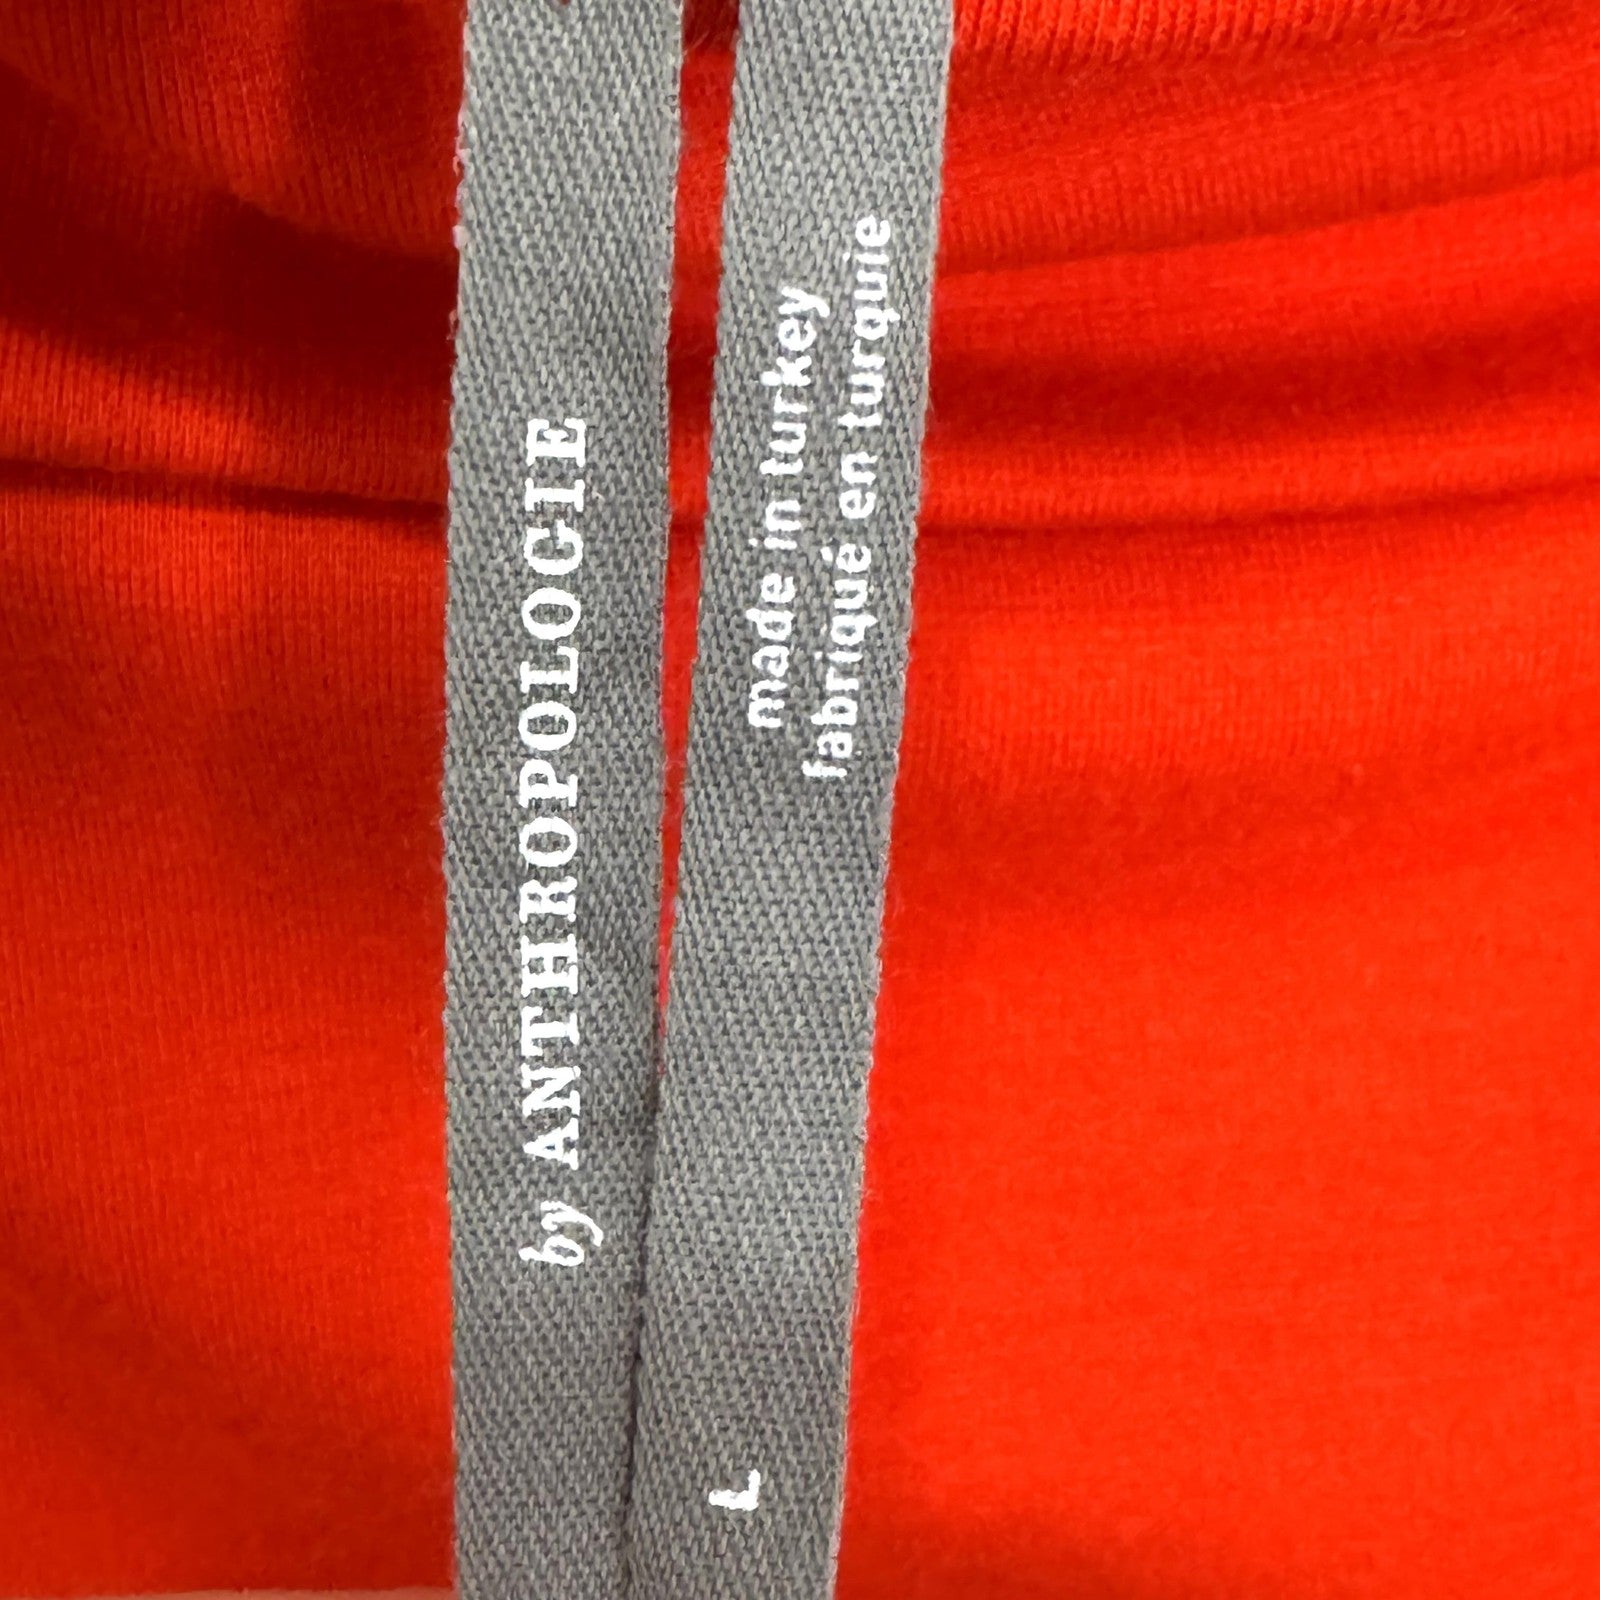 by ANTHROPOLOGIE
made in turkey
fabriqué en turquie
L